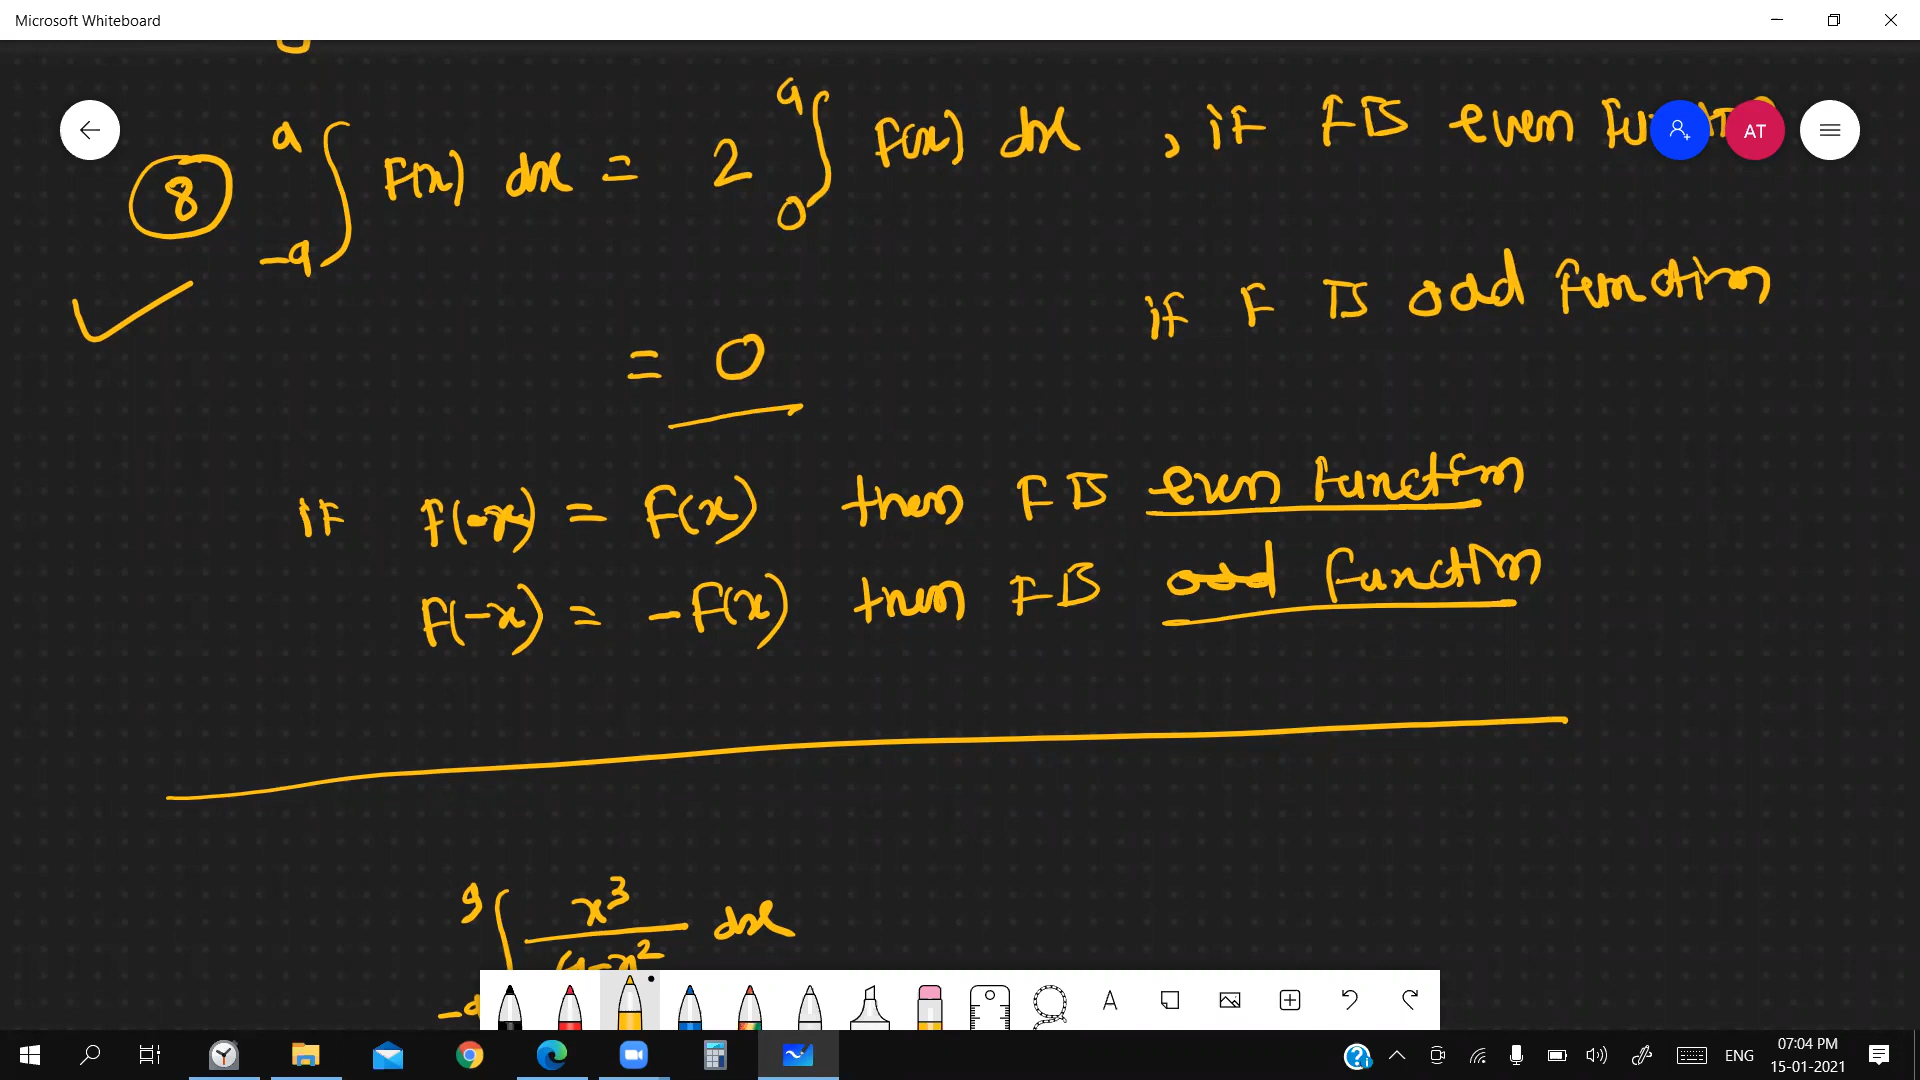 Microsoft Whiteboard
⑧ ∫_{-a}^{a} f(x) dx = 2 ∫_{0}^{a} f(x) dx , if f is even
AT
= 0 if f is odd function
if f(-x) = f(x) then f is even function
f(-x) = -f(x) then f is odd function
x³ dx
07:04 PM
ENG
15-01-2021